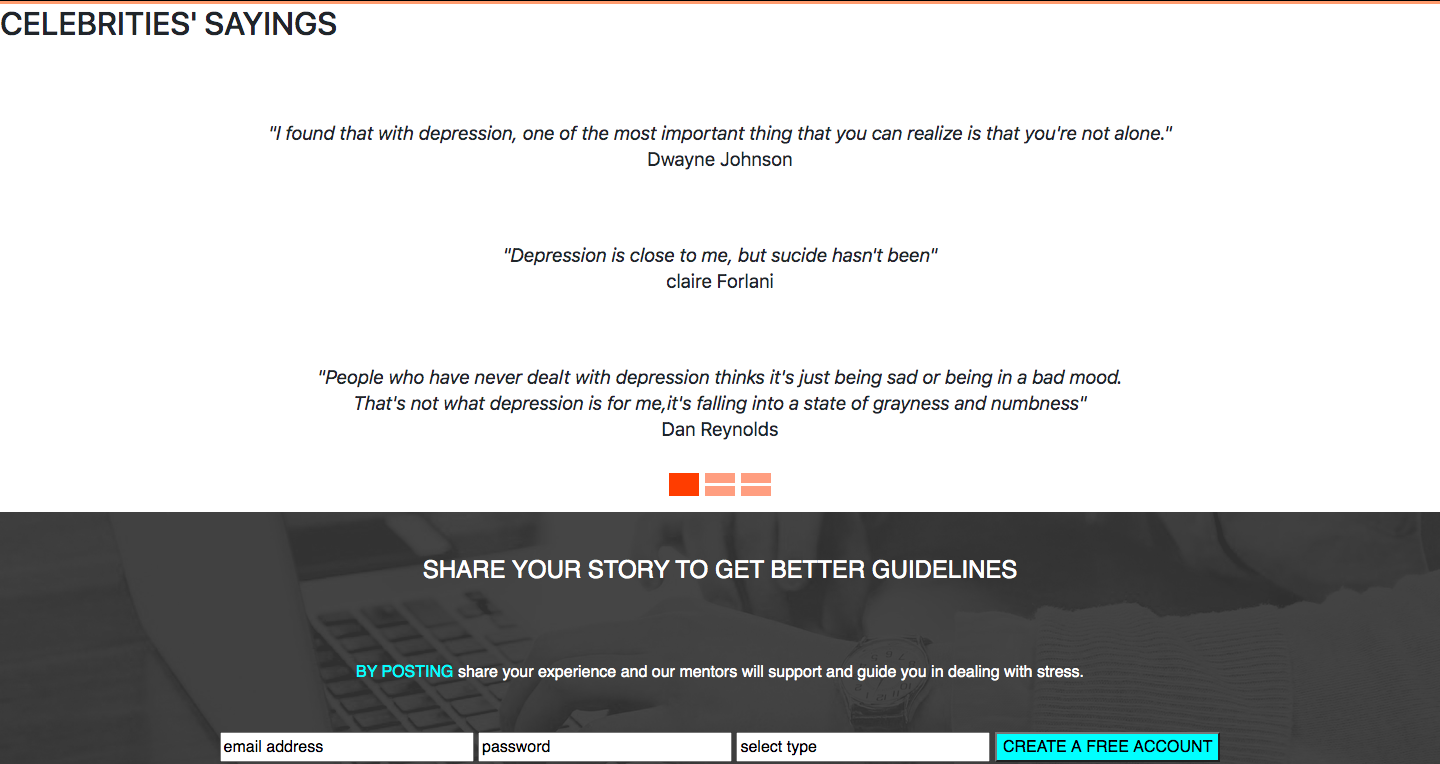 CELEBRITIES' SAYINGS
"I found that with depression, one of the most important thing that you can realize is that you're not alone."
Dwayne Johnson
"Depression is close to me, but sucide hasn't been"
claire Forlani
"People who have never dealt with depression thinks it's just being sad or being in a bad mood.
That's not what depression is for me,it's falling into a state of grayness and numbness"
Dan Reynolds
SHARE YOUR STORY TO GET BETTER GUIDELINES
BY POSTING share your experience and our mentors will support and guide you in dealing with stress.
email address password select type CREATE A FREE ACCOUNT